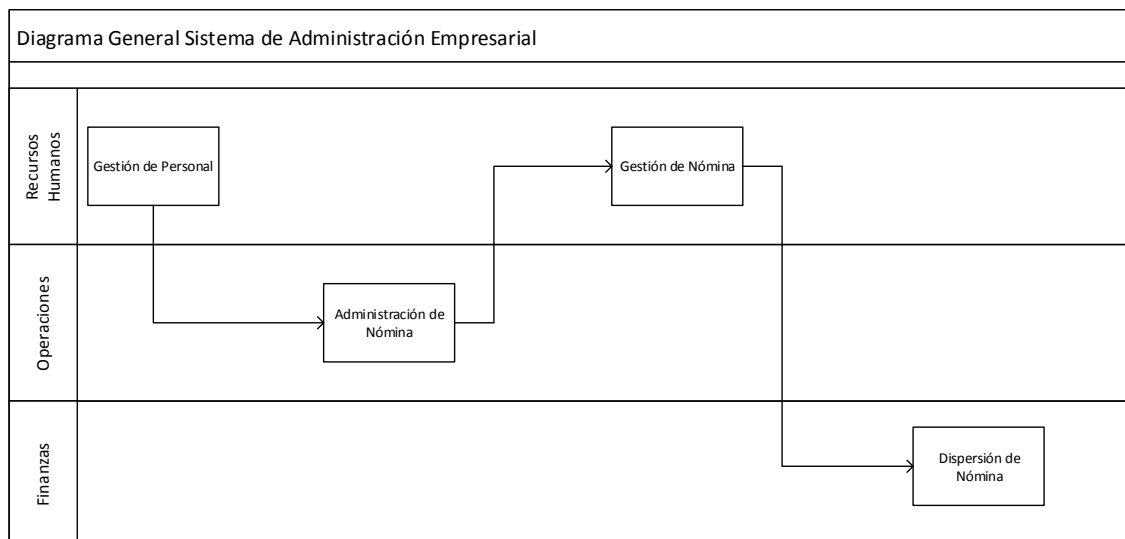 Diagrama General Sistema de Administración Empresarial
Recursos
Humanos
Gestión de Personal
Gestión de Nómina
Operaciones
Administración de
Nómina
Finanzas
Dispersión de
Nómina